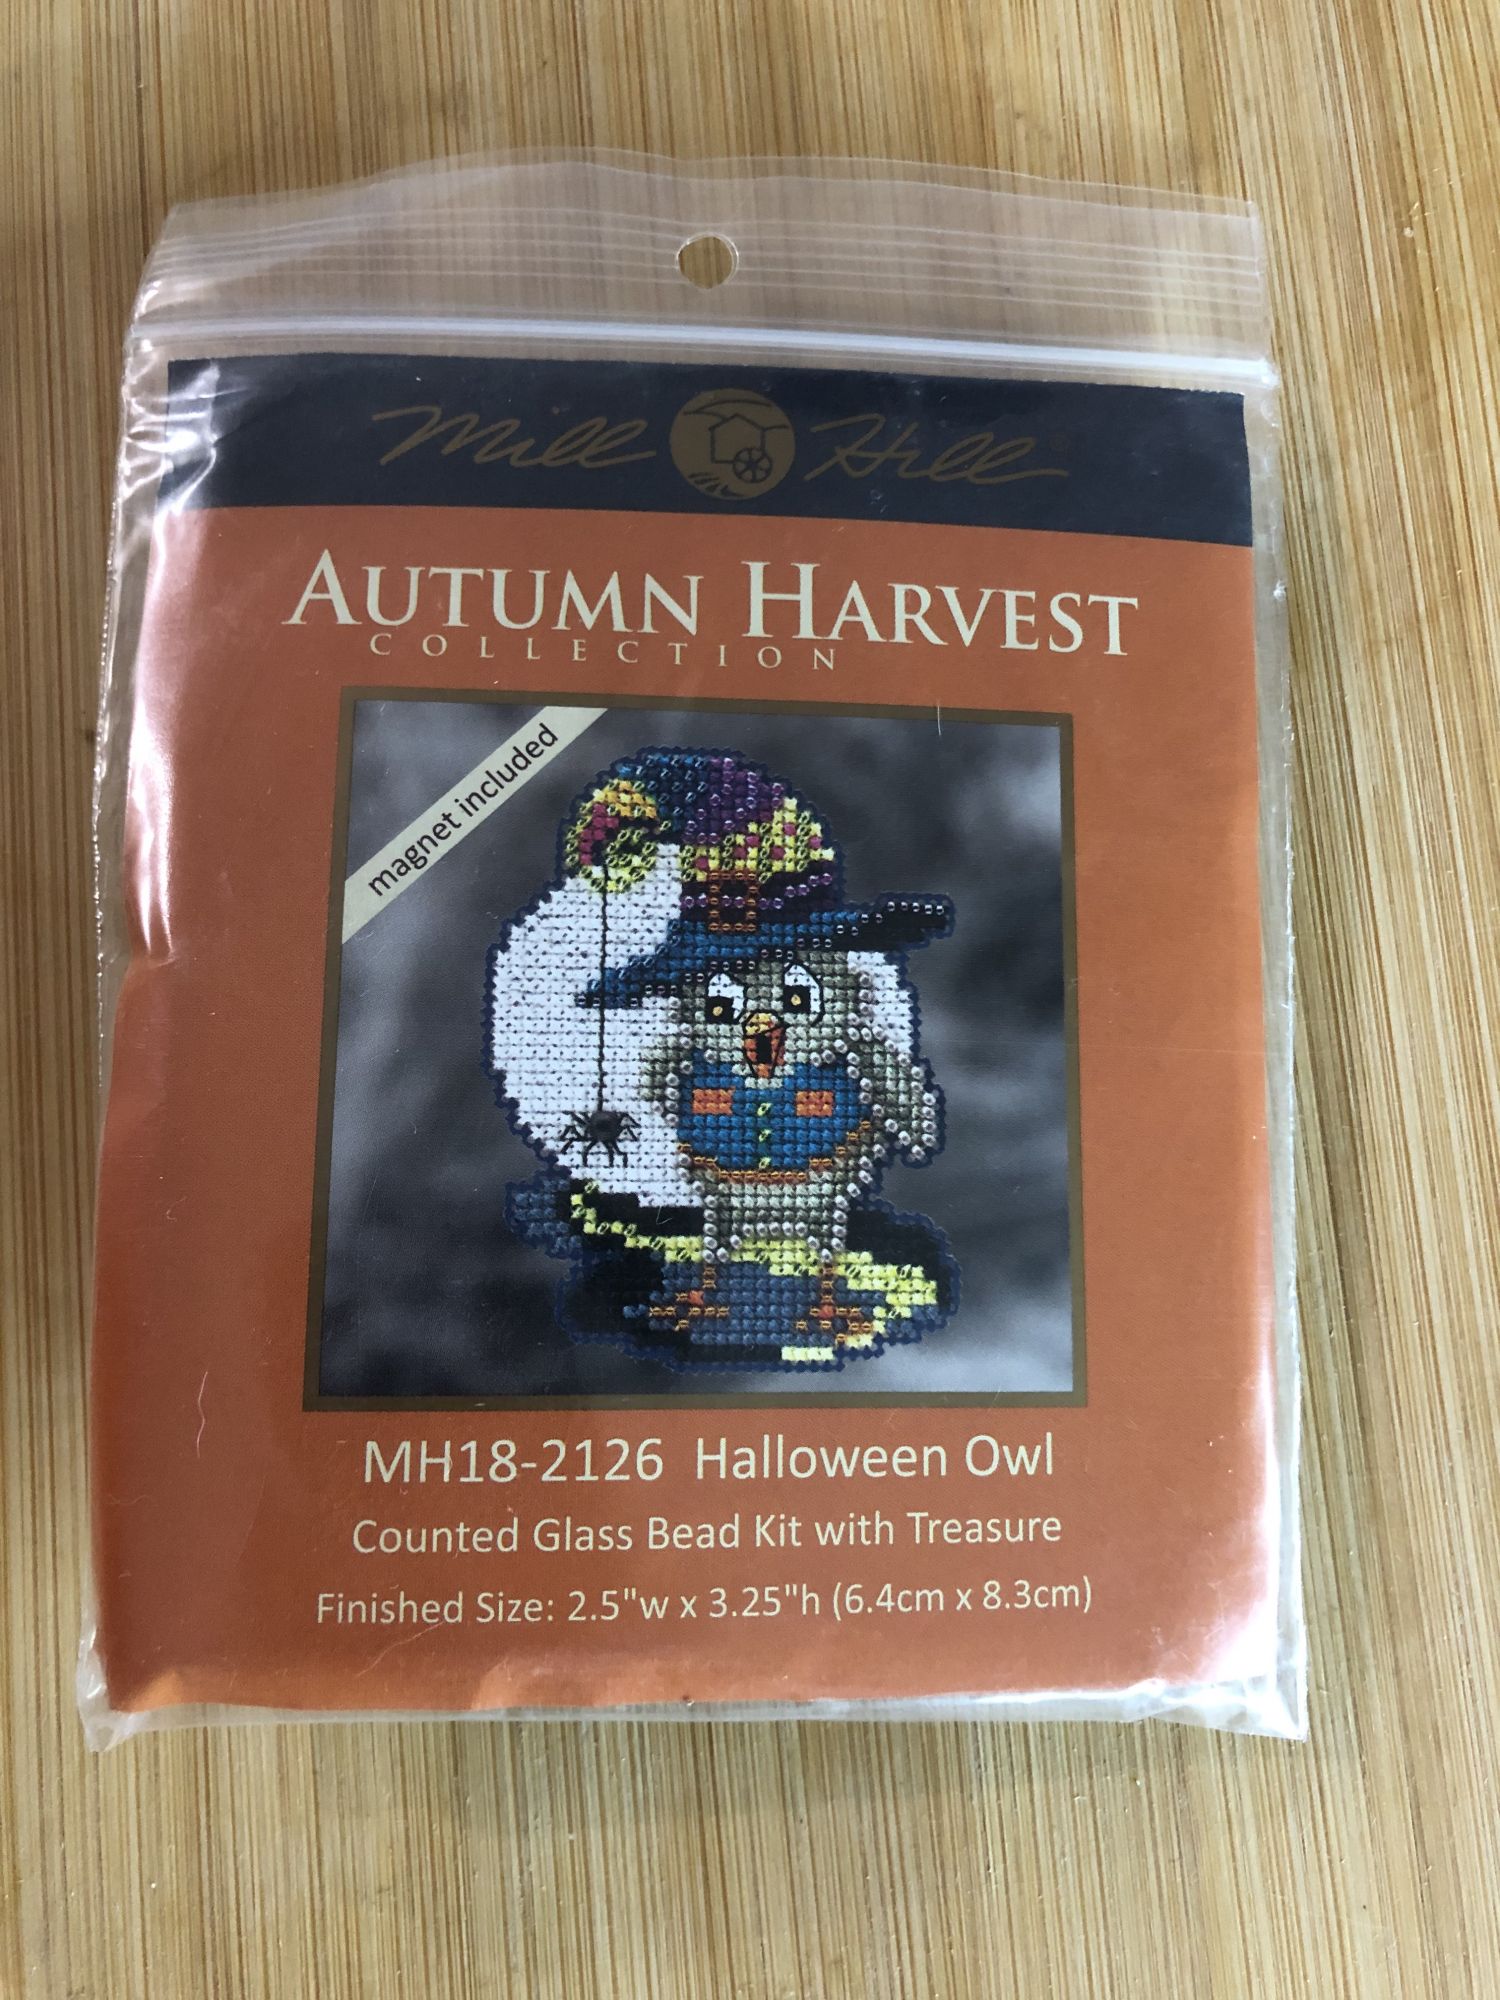 Mill Hill®
AUTUMN HARVEST
COLLECTION
magnet included
MH18-2126 Halloween Owl
Counted Glass Bead Kit with Treasure
Finished Size: 2.5"w x 3.25"h (6.4cm x 8.3cm)